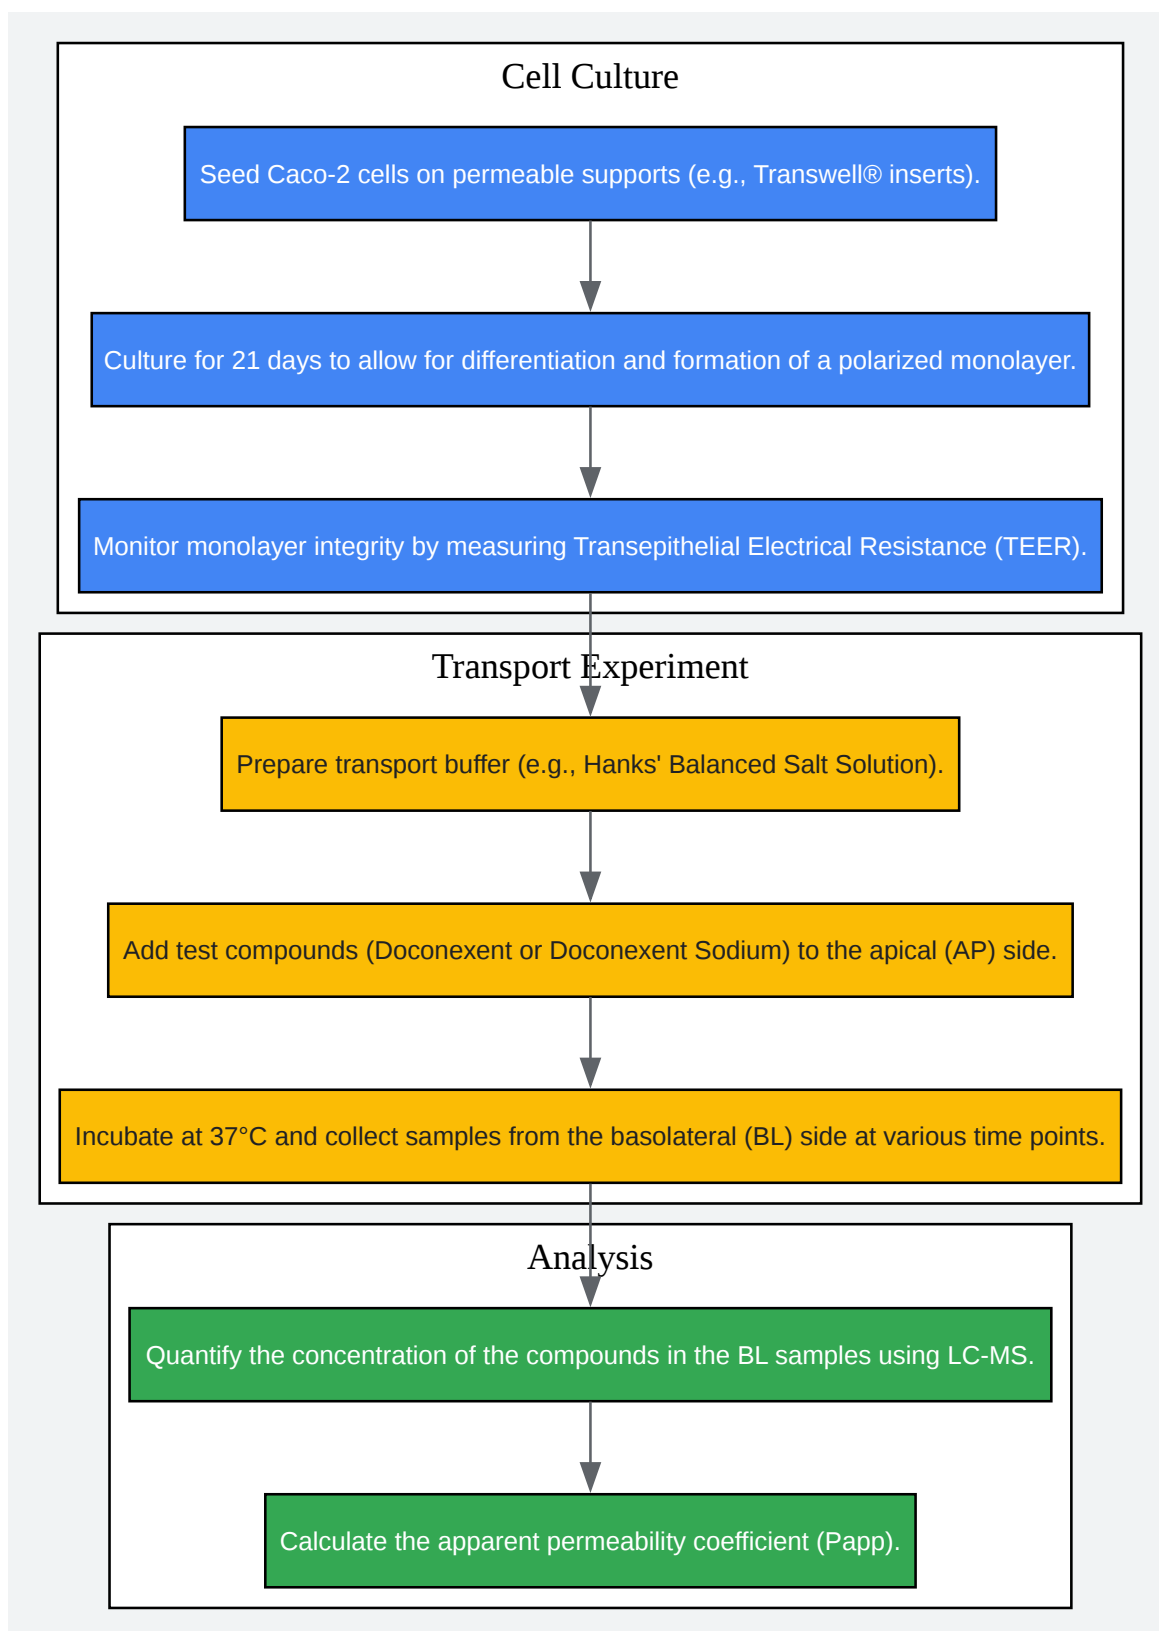 Cell Culture
Seed Caco-2 cells on permeable supports (e.g., Transwell® inserts).
Culture for 21 days to allow for differentiation and formation of a polarized monolayer.
Monitor monolayer integrity by measuring Transepithelial Electrical Resistance (TEER).
Transport Experiment
Prepare transport buffer (e.g., Hanks' Balanced Salt Solution).
Add test compounds (Doconexent or Doconexent Sodium) to the apical (AP) side.
Incubate at 37°C and collect samples from the basolateral (BL) side at various time points.
Analysis
Quantify the concentration of the compounds in the BL samples using LC-MS.
Calculate the apparent permeability coefficient (Papp).